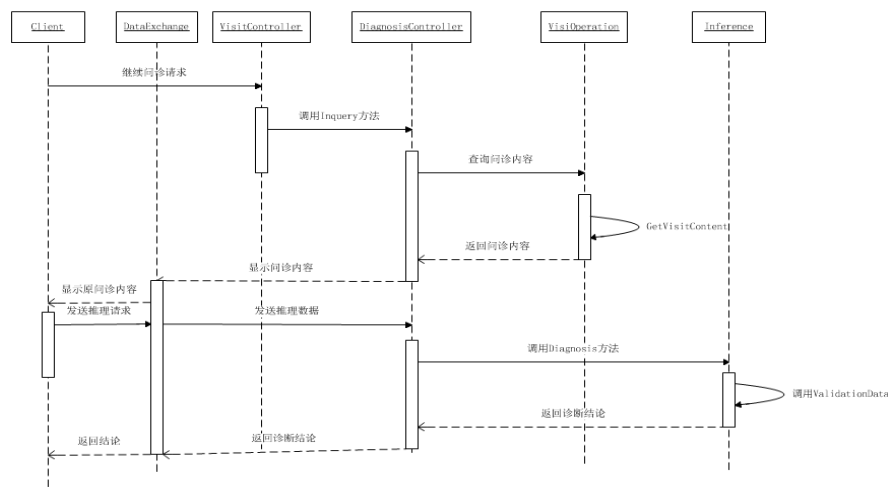 Client
DataExchange
VisitController
DiagnosisController
VisiOperation
Inference
继续问诊请求
调用Inquery方法
查询问诊内容
GetVisitContent
返回问诊内容
显示问诊内容
显示原问诊内容
发送推理请求
发送推理数据
调用Diagnosis方法
调用ValidationData
返回诊断结论
返回诊断结论
返回结论